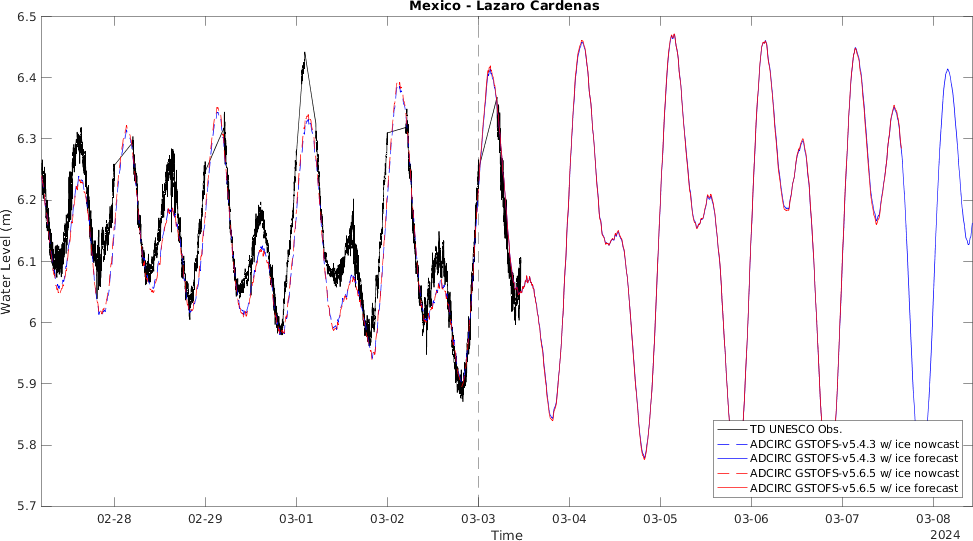 Mexico - Lazaro Cardenas
6.5
6.4
6.3
6.2
6.1
6
5.9
5.8
5.7
Water Level (m)
TD UNESCO Obs.
ADCIRC GSTOFS-v5.4.3 w/ ice nowcast
ADCIRC GSTOFS-v5.4.3 w/ ice forecast
ADCIRC GSTOFS-v5.6.5 w/ ice nowcast
ADCIRC GSTOFS-v5.6.5 w/ ice forecast
02-28 02-29 03-01 03-02 03-03 03-04 03-05 03-06 03-07 03-08
Time 2024